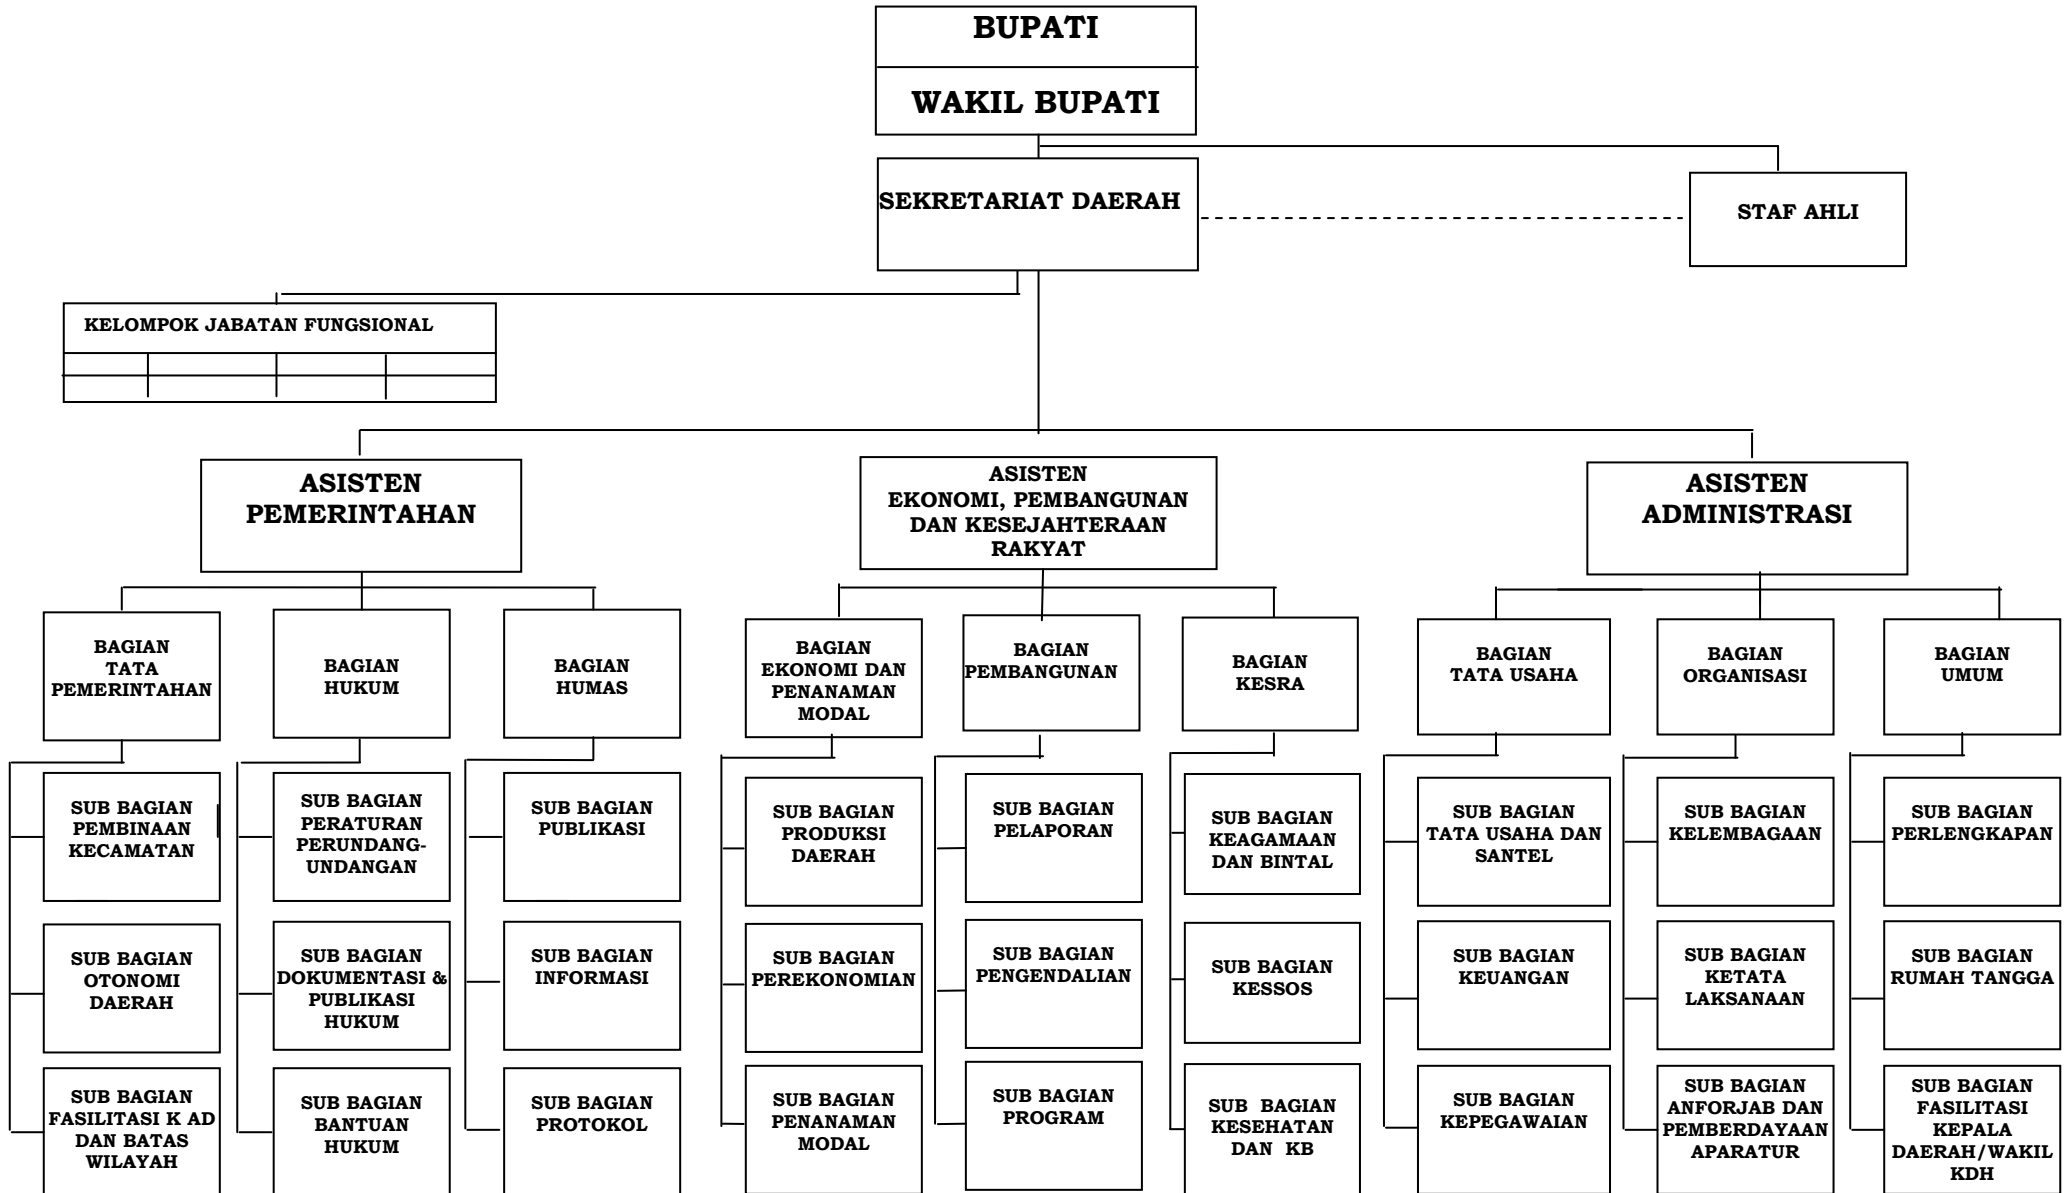 BUPATI
WAKIL BUPATI
SEKRETARIAT DAERAH
STAF AHLI
KELOMPOK JABATAN FUNGSIONAL
ASISTEN
PEMERINTAHAN
ASISTEN
EKONOMI, PEMBANGUNAN
DAN KESEJAHTERAAN
RAKYAT
ASISTEN
ADMINISTRASI
BAGIAN
TATA
PEMERINTAHAN
BAGIAN
HUKUM
BAGIAN
HUMAS
BAGIAN
EKONOMI DAN
PENANAMAN
MODAL
BAGIAN
PEMBANGUNAN
BAGIAN
KESRA
BAGIAN
TATA USAHA
BAGIAN
ORGANISASI
BAGIAN
UMUM
SUB BAGIAN
PEMBINAAN
KECAMATAN
SUB BAGIAN
PERATURAN
PERUNDANG-
UNDANGAN
SUB BAGIAN
PUBLIKASI
SUB BAGIAN
PRODUKSI
DAERAH
SUB BAGIAN
PELAPORAN
SUB BAGIAN
KEAGAMAAN
DAN BINTAL
SUB BAGIAN
TATA USAHA DAN
SANTEL
SUB BAGIAN
KELEMBAGAAN
SUB BAGIAN
PERLENGKAPAN
SUB BAGIAN
OTONOMI
DAERAH
SUB BAGIAN
DOKUMENTASI &
PUBLIKASI
HUKUM
SUB BAGIAN
INFORMASI
SUB BAGIAN
PEREKONOMIAN
SUB BAGIAN
PENGENDALIAN
SUB BAGIAN
KESSOS
SUB BAGIAN
KEUANGAN
SUB BAGIAN
KETATA
LAKSANAAN
SUB BAGIAN
RUMAH TANGGA
SUB BAGIAN
FASILITASI K AD
DAN BATAS
WILAYAH
SUB BAGIAN
BANTUAN
HUKUM
SUB BAGIAN
PROTOKOL
SUB BAGIAN
PENANAMAN
MODAL
SUB BAGIAN
PROGRAM
SUB BAGIAN
KESEHATAN
DAN KB
SUB BAGIAN
KEPEGAWAIAN
SUB BAGIAN
ANFORJAB DAN
PEMBERDAYAAN
APARATUR
SUB BAGIAN
FASILITASI
KEPALA
DAERAH/WAKIL
KDH